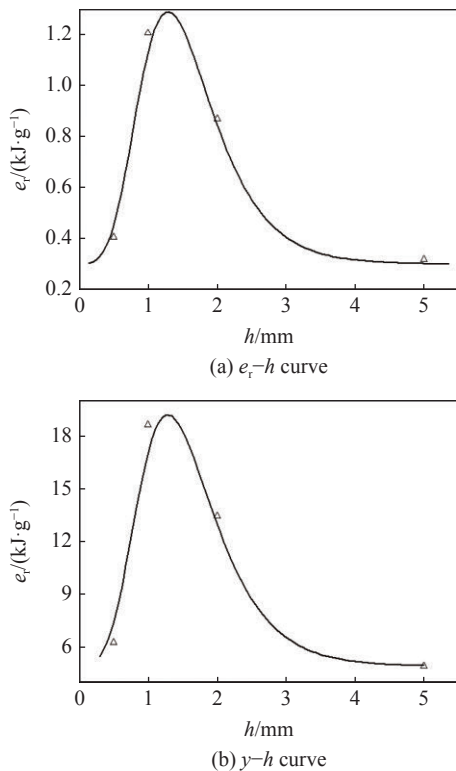 1.2
1.0
0.8
0.6
0.4
0.2
e_r/(kJ·g⁻¹)
0 1 2 3 4 5
h/mm
(a) e_r−h curve
18
15
12
9
6
e_r/(kJ·g⁻¹)
0 1 2 3 4 5
h/mm
(b) y−h curve